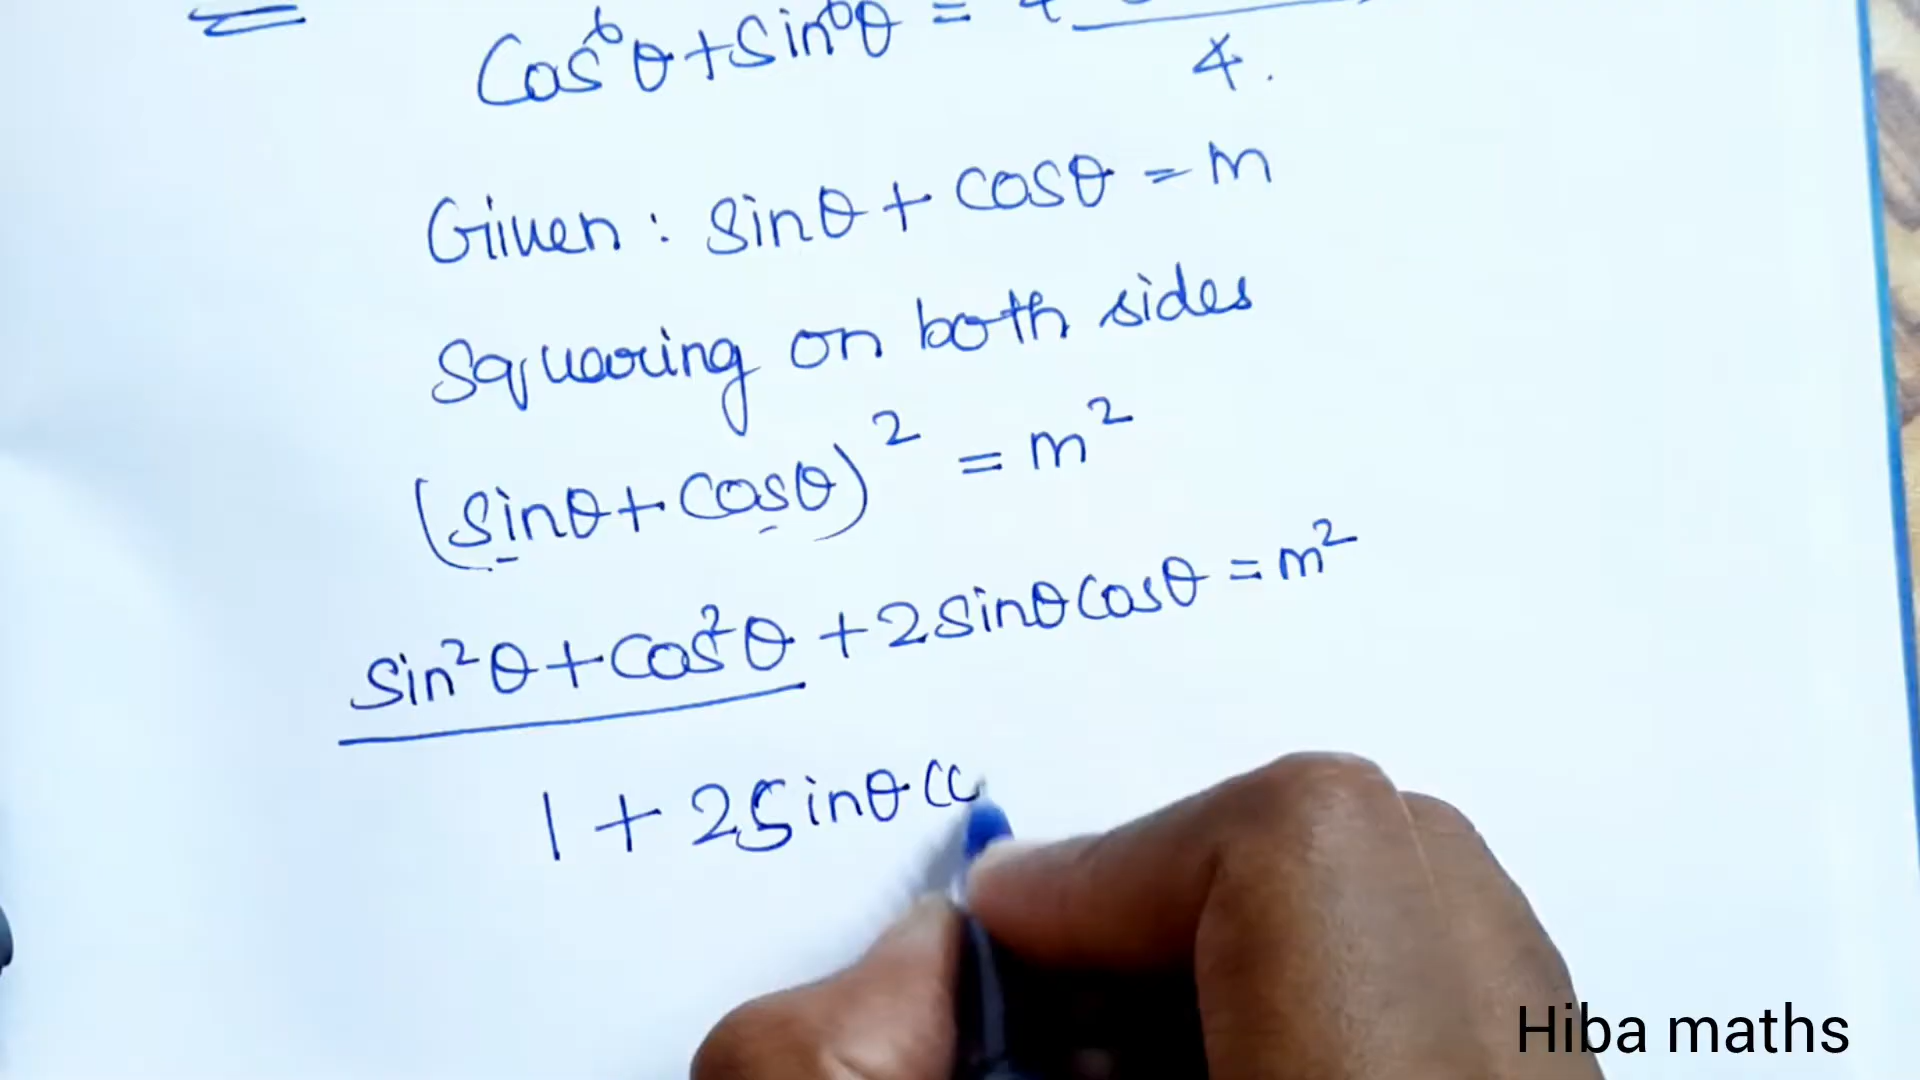 Cos⁶θ+Sin⁶θ =
4.
Given : sinθ + cosθ = m
Squaring on both sides
(sinθ+cosθ)² = m²
sin²θ+cos²θ +2sinθcosθ = m²
1 + 2Sinθ
Hiba maths